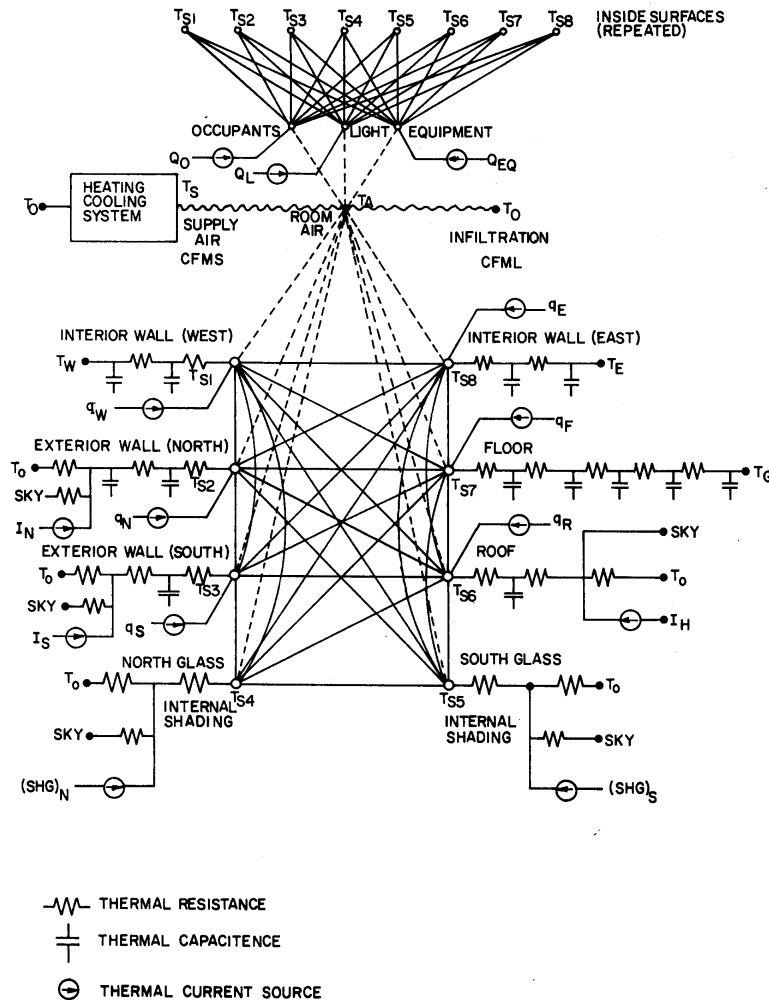 TS1 TS2 TS3 TS4 TS5 TS6 TS7 TS8 INSIDE SURFACES
(REPEATED)
OCCUPANTS LIGHT EQUIPMENT
QO QL QEQ
HEATING
COOLING
SYSTEM
TO TS TA TO
SUPPLY
AIR
CFMS
ROOM
AIR
INFILTRATION
CFML
qE
INTERIOR WALL (WEST) INTERIOR WALL (EAST)
TW TS1 TS8 TE
qW qF
EXTERIOR WALL (NORTH) FLOOR
TO TS2 TS7 TG
SKY
IN qN qR
EXTERIOR WALL (SOUTH) ROOF SKY
TO TS3 TS6 TO
SKY
IS qS IH
NORTH GLASS SOUTH GLASS
TO TS4 TS5 TO
INTERNAL
SHADING
INTERNAL
SHADING
SKY SKY
(SHG)N (SHG)S
THERMAL RESISTANCE
THERMAL CAPACITENCE
THERMAL CURRENT SOURCE